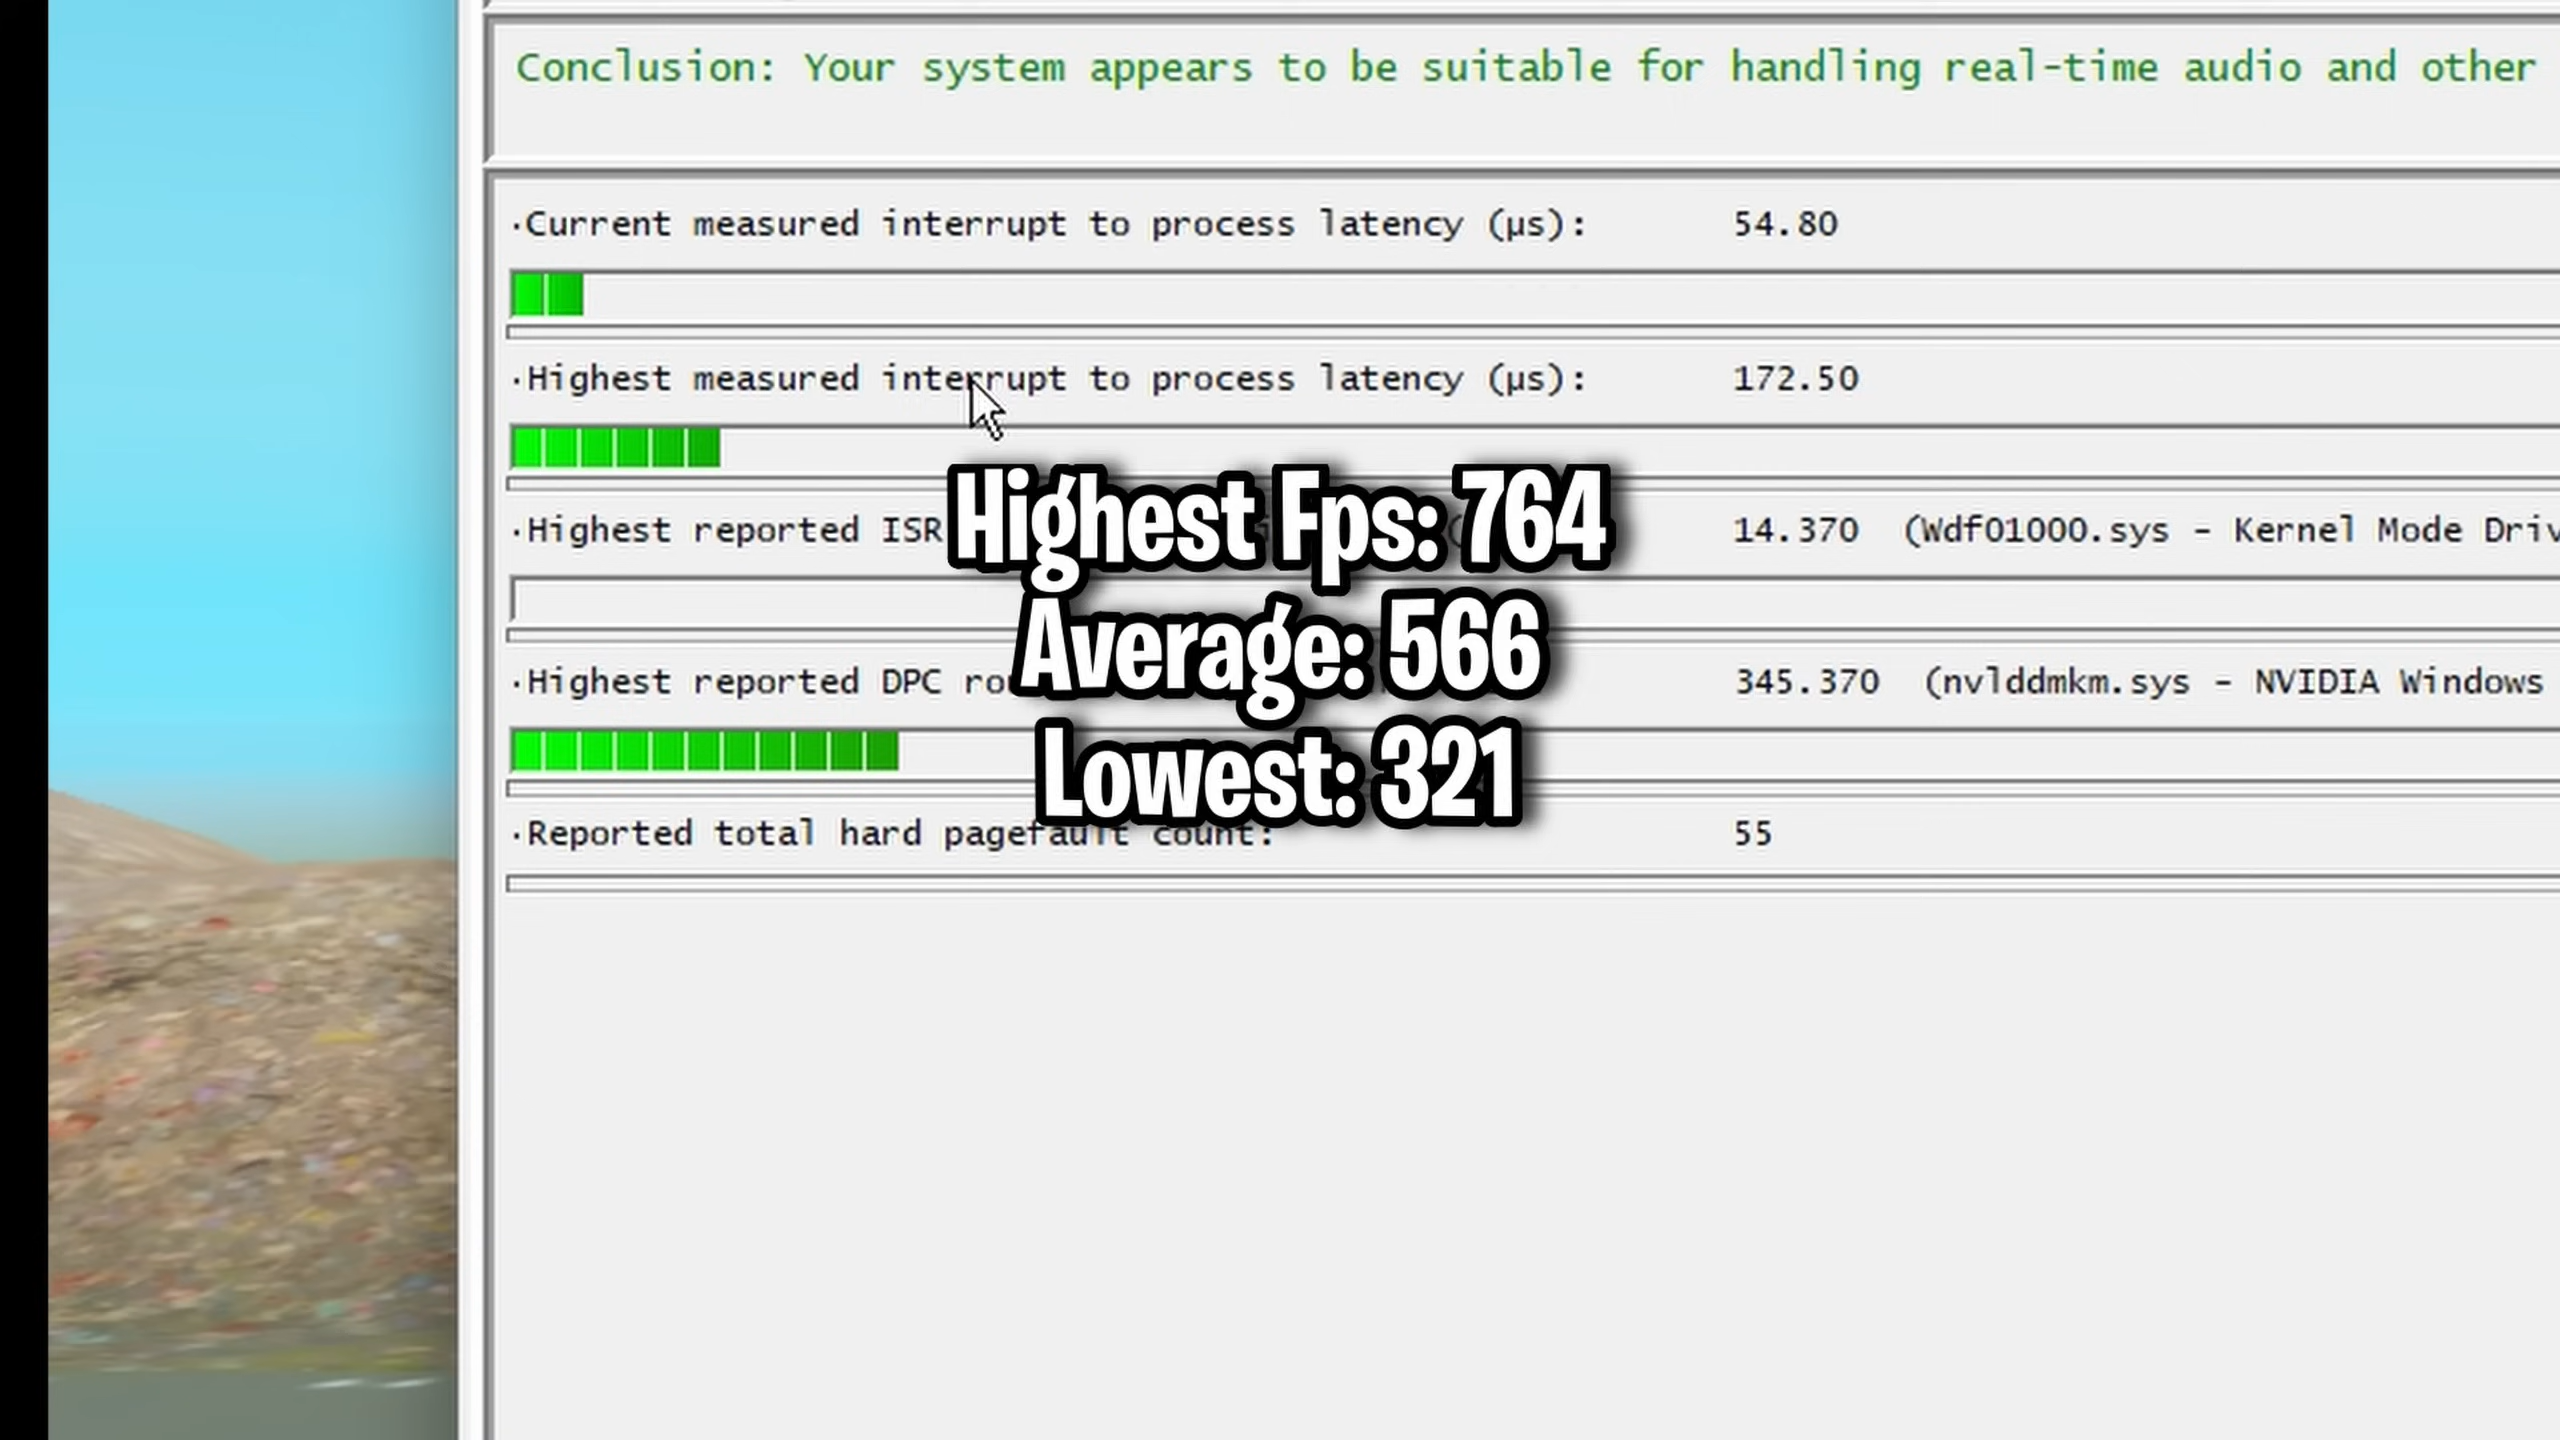 Conclusion: Your system appears to be suitable for handling real-time audio and other
·Current measured interrupt to process latency (µs): 54.80
·Highest measured interrupt to process latency (µs): 172.50
·Highest reported ISR 14.370 (Wdf01000.sys - Kernel Mode
·Highest reported DPC 345.370 (nvlddmkm.sys - NVIDIA Windows
·Reported total hard pagefault count: 55
Highest Fps: 764
Average: 566
Lowest: 321